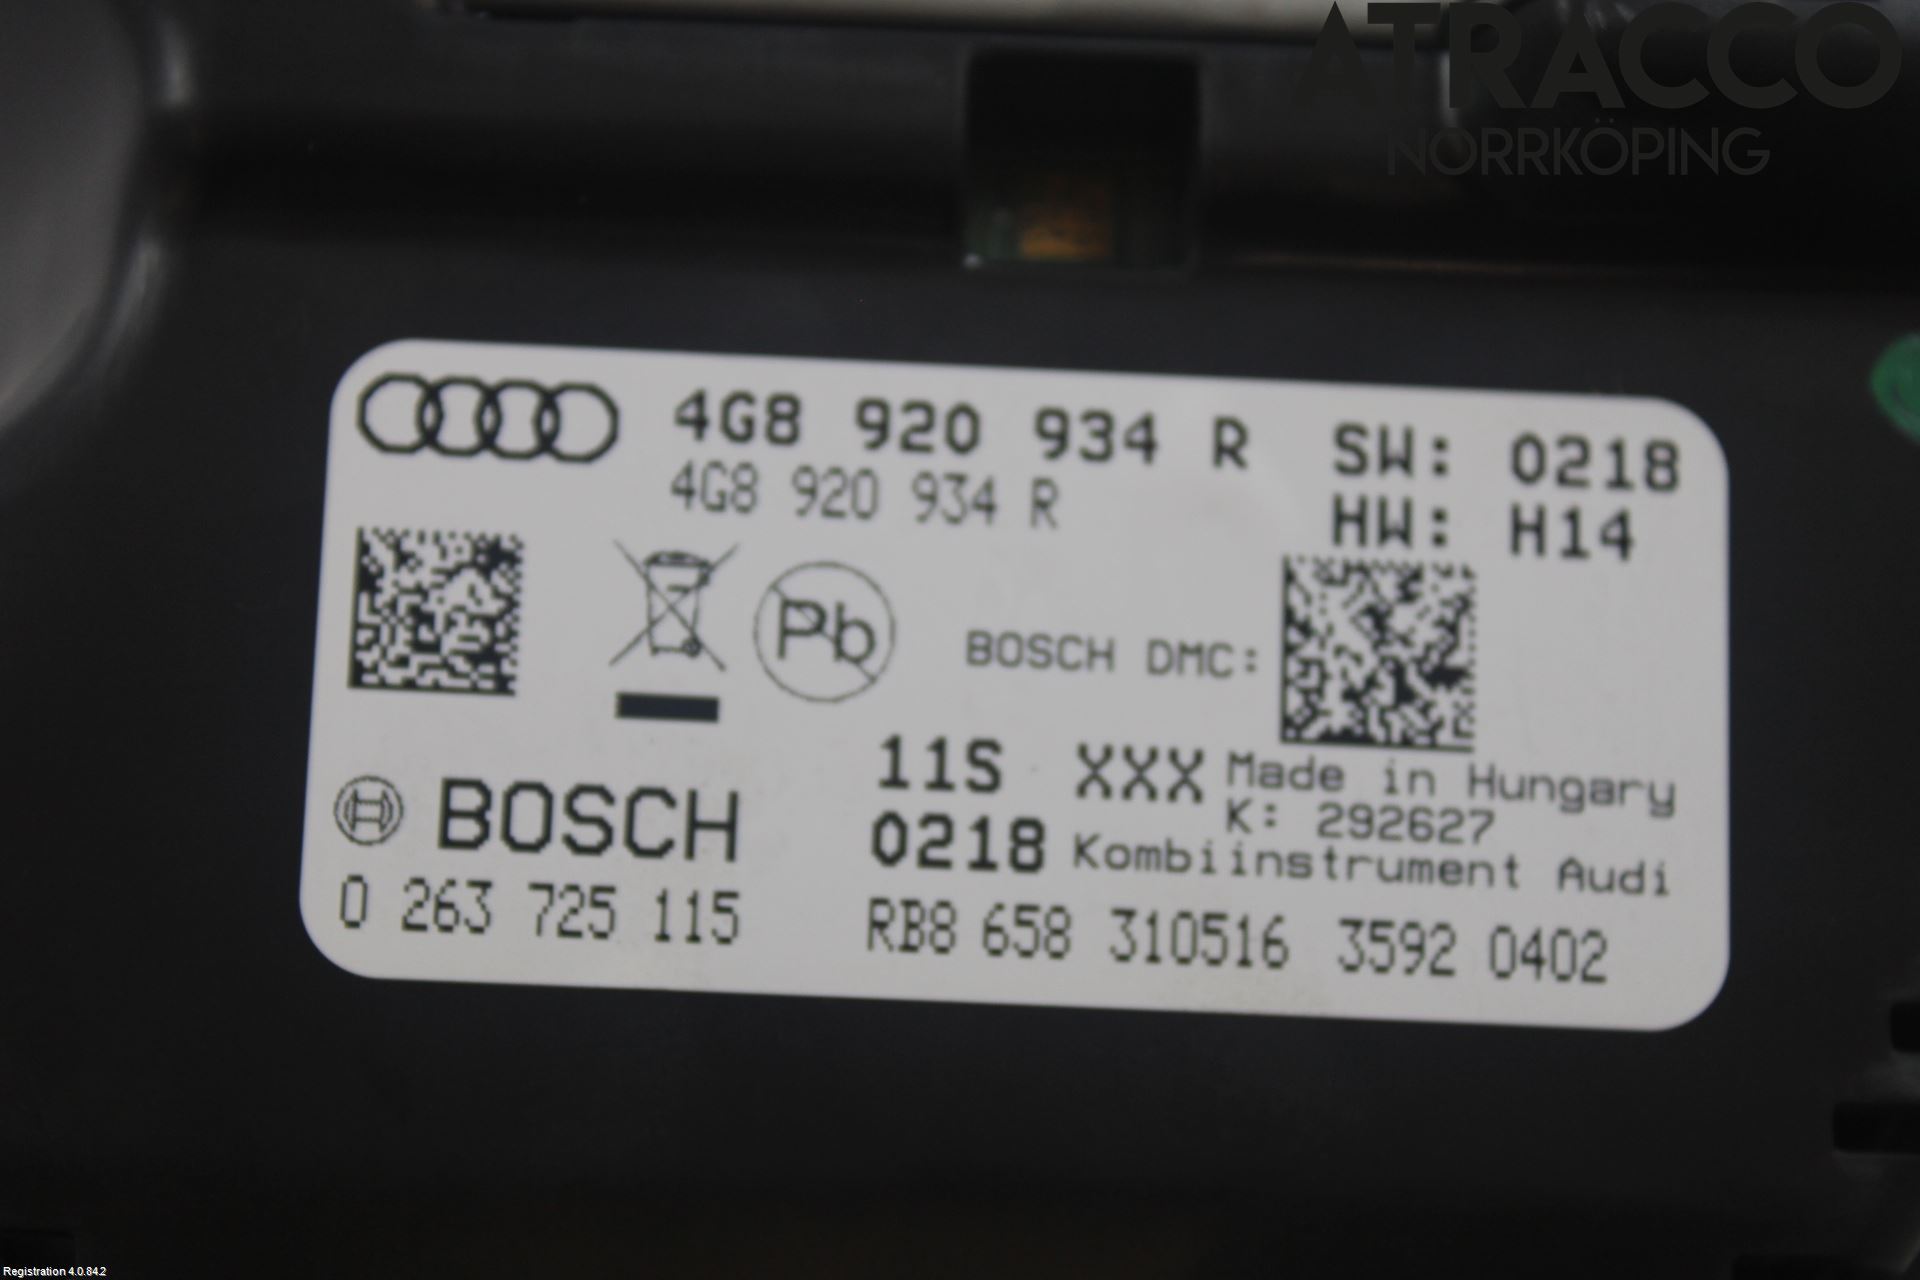 ATRACCO
NORRKÖPING
4G8 920 934 R SW: 0218
4G8 920 934 R HW: H14
Pb
BOSCH DMC:
11S XXX Made in Hungary
K: 292627
BOSCH 0218 Kombiinstrument Audi
0 263 725 115 RB8 658 310516 3592 0402
Registration 4.0.84.2